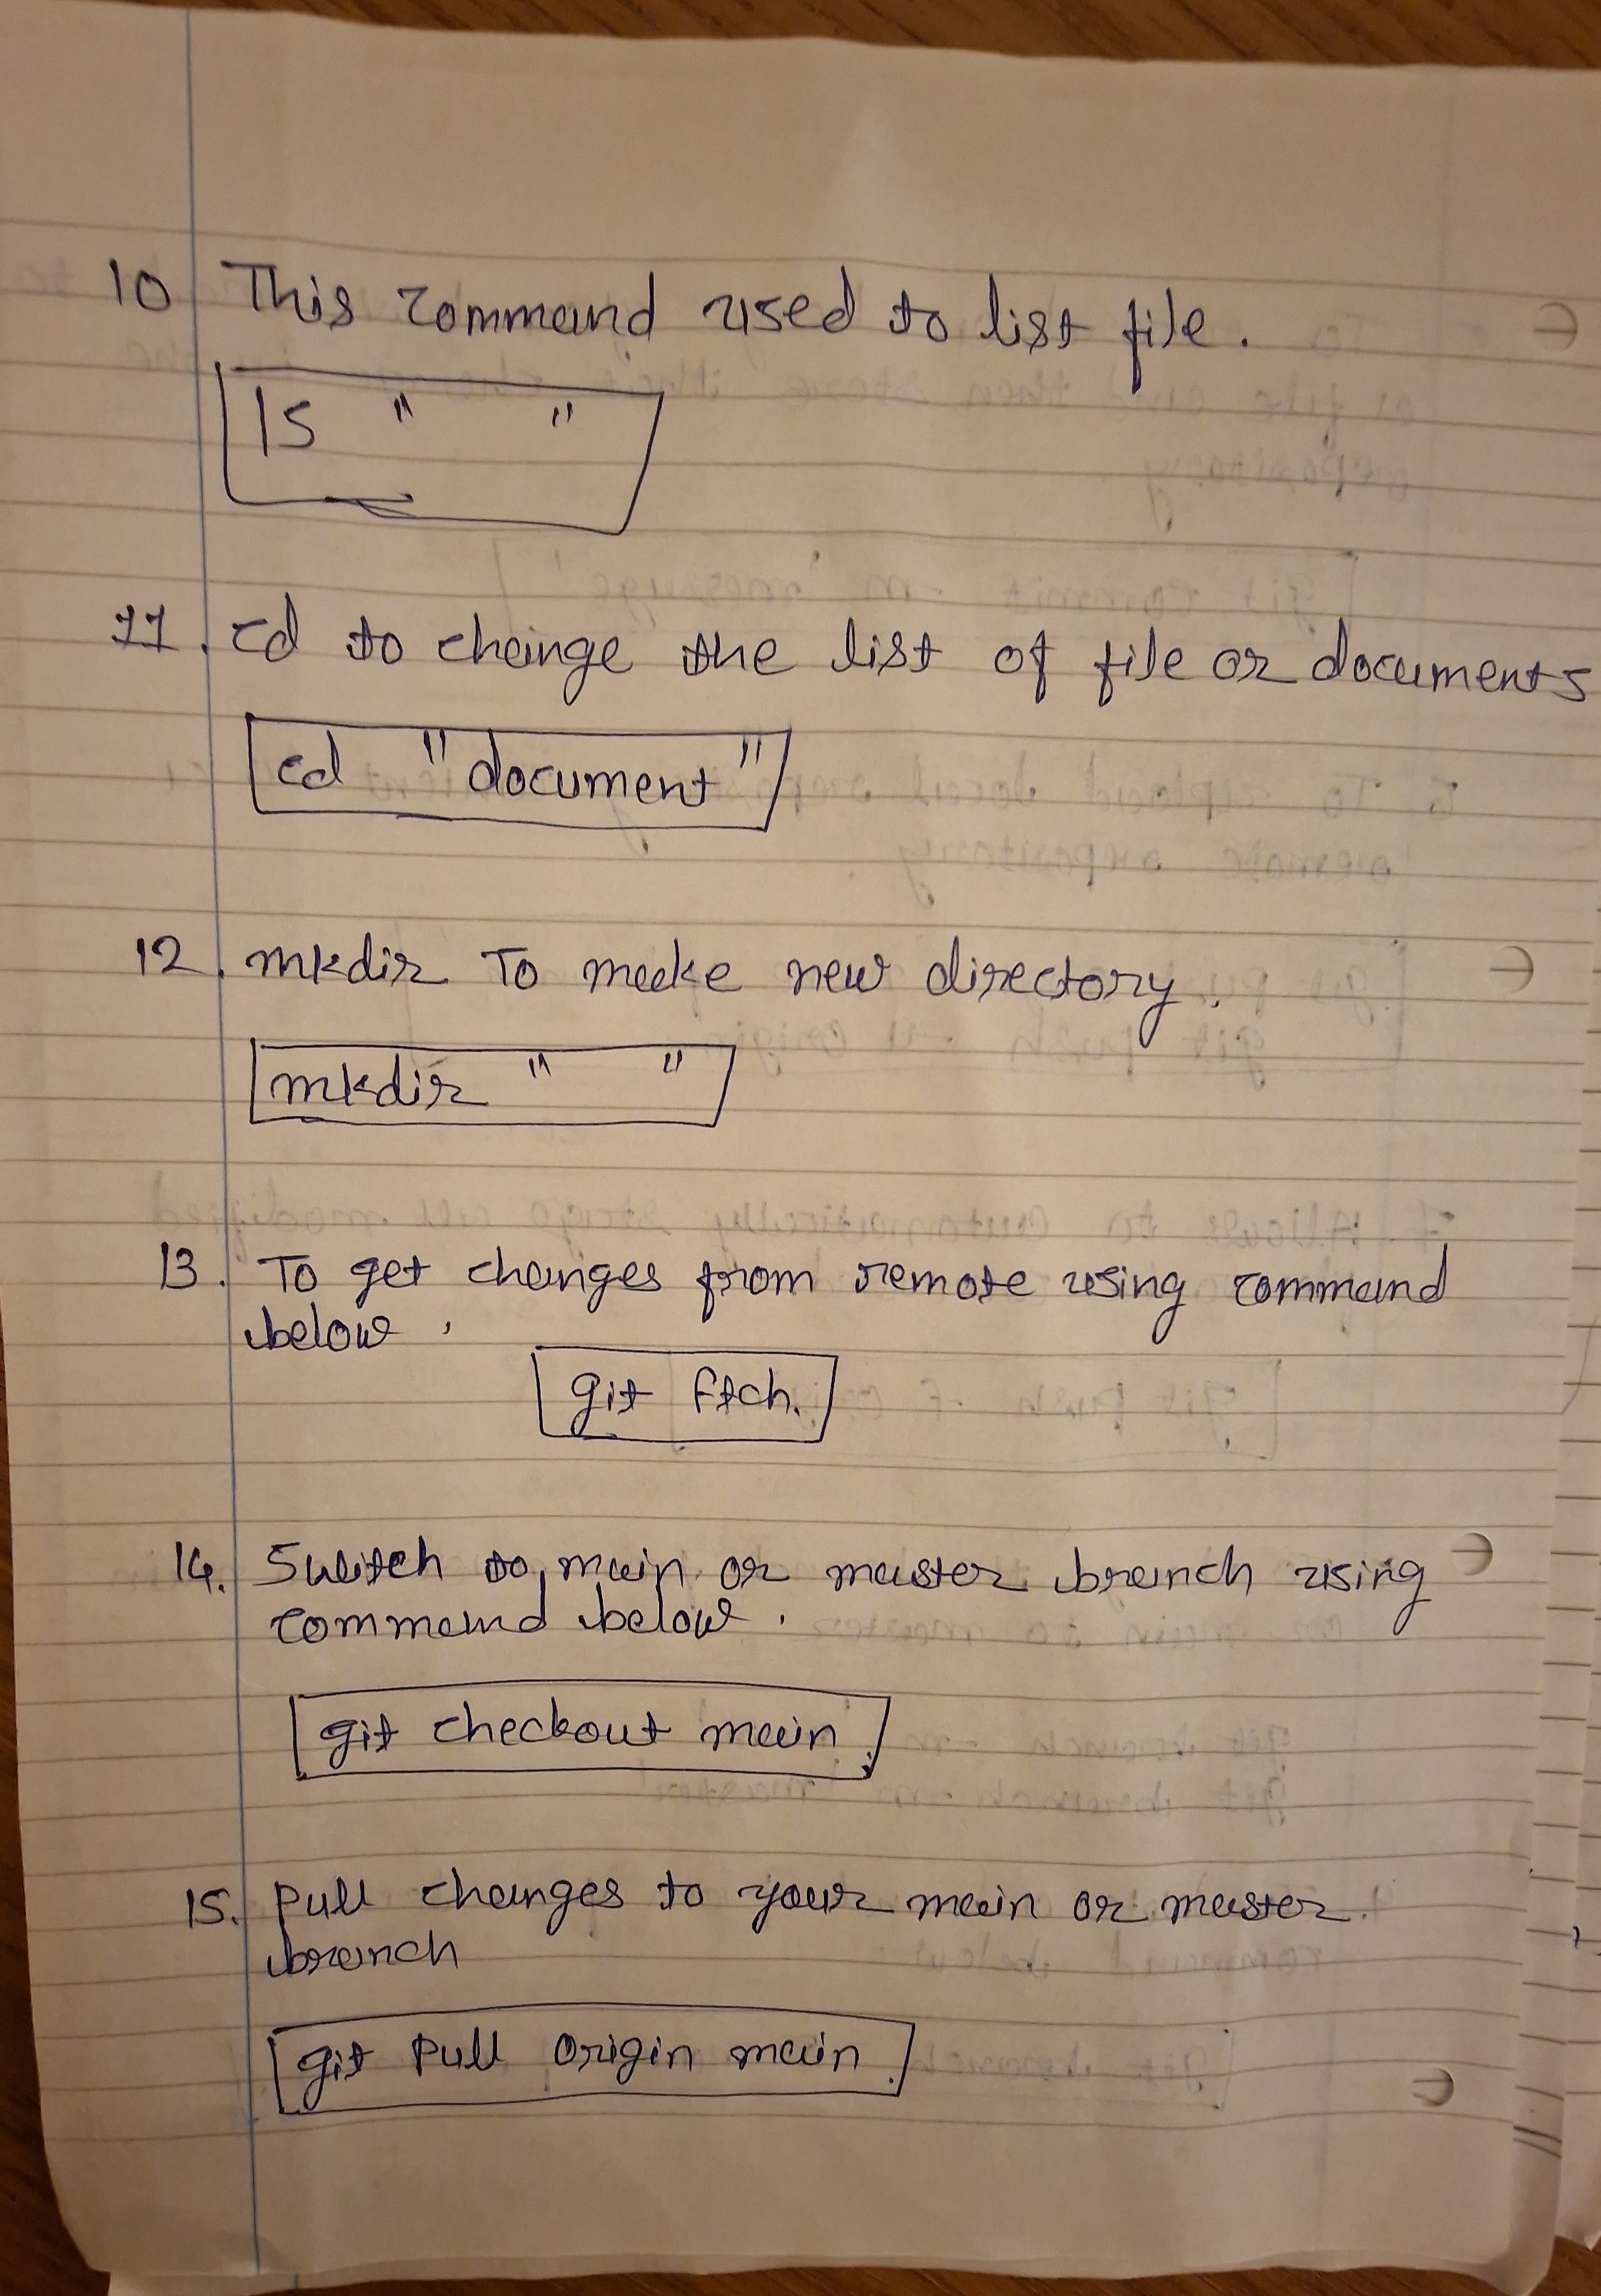 10 This command used to list file.
ls " "
11. cd to change the list of file or documents
cd "document"
12. mkdir To make new directory.
mkdir " "
13. To get changes from remote using command
below.
git ftch.
14. Switch to main or master branch using
command below.
git checkout main.
15. Pull changes to your main or master
branch
git Pull origin main.